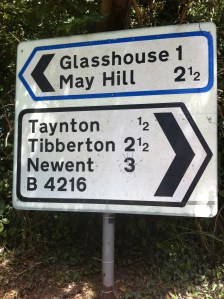 Glasshouse 1
May Hill 2½
Taynton ½
Tibberton 2½
Newent 3
B 4216